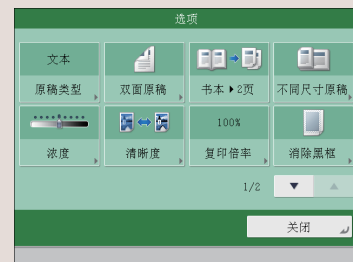 选项
文本
原稿类型 双面原稿 书本▶2页 不同尺寸原稿
100%
浓度 清晰度 复印倍率 消除黑框
1/2 ▼ ▲
关闭